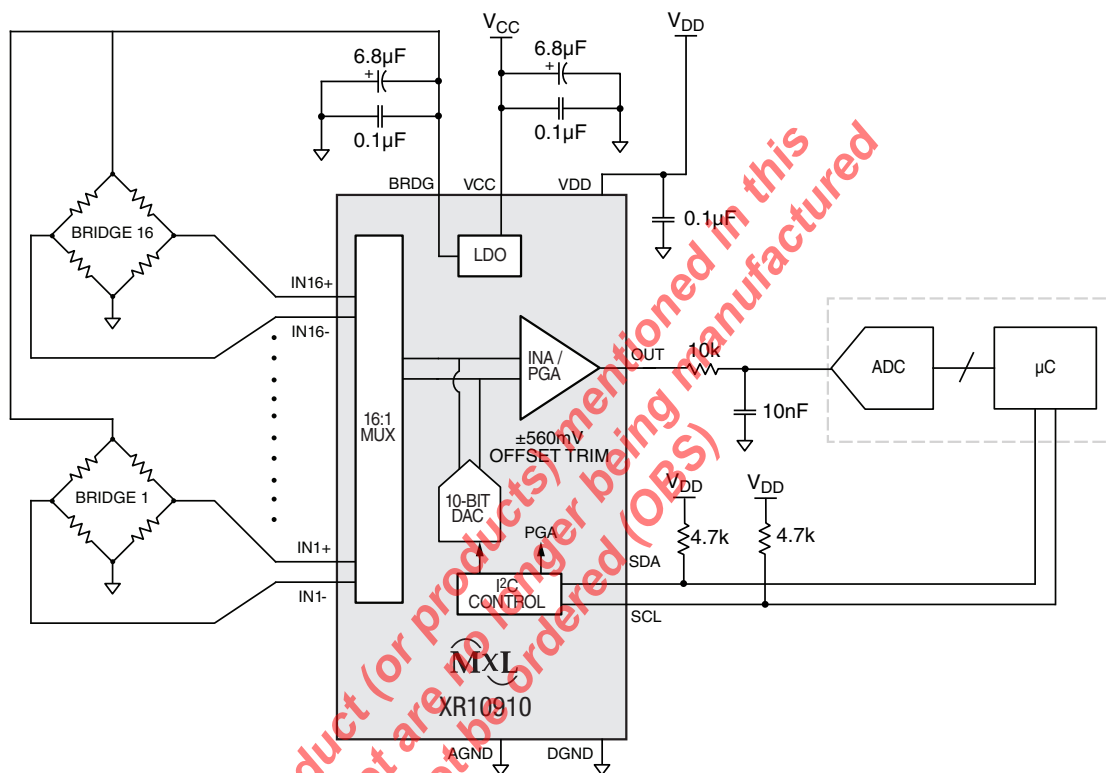 VCC
VDD
6.8µF
+
0.1µF
6.8µF
+
0.1µF
BRDG
VCC
VDD
0.1µF
LDO
BRIDGE 16
IN16+
IN16-
16:1
MUX
INA /
PGA
OUT
10k
10nF
ADC
µC
±560mV
OFFSET TRIM
10-BIT
DAC
PGA
VDD
VDD
4.7k
4.7k
BRIDGE 1
IN1+
IN1-
I²C
CONTROL
SDA
SCL
MxL
XR10910
AGND
DGND
duct (or products) mentioned in this
t are no longer being manufactured
ot be ordered (OBS)